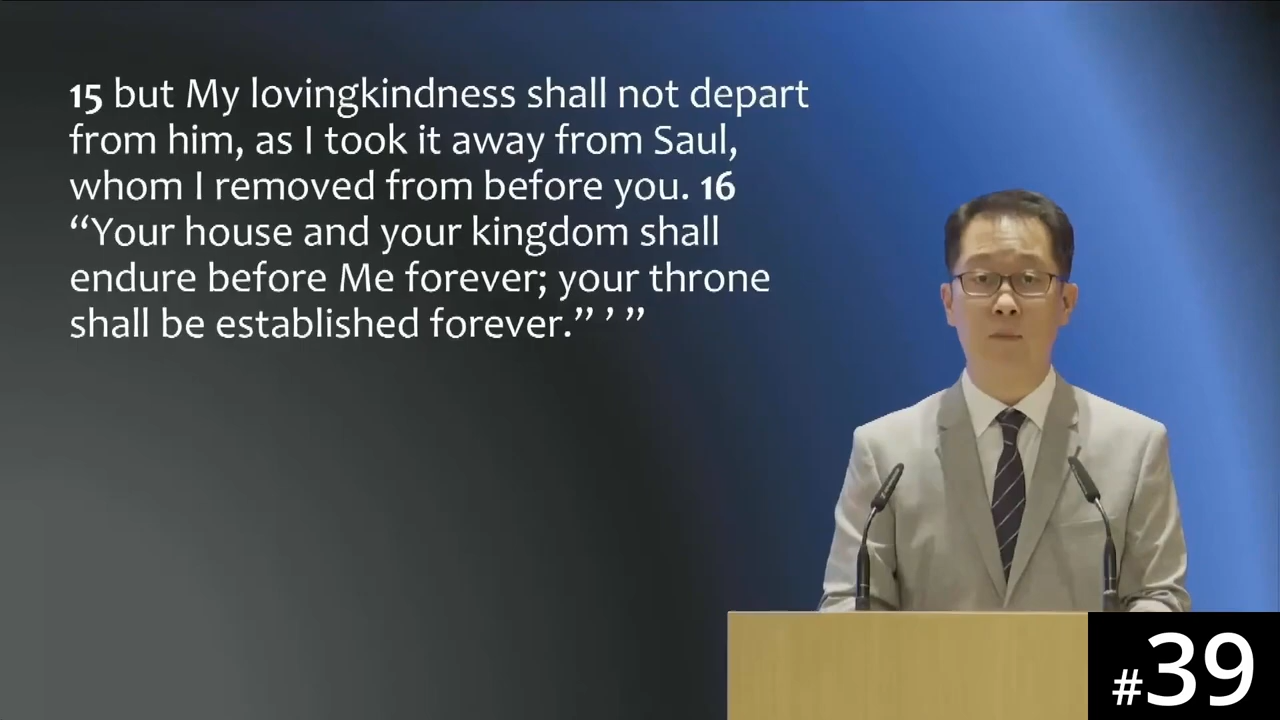 15 but My lovingkindness shall not depart
from him, as I took it away from Saul,
whom I removed from before you. 16
“Your house and your kingdom shall
endure before Me forever; your throne
shall be established forever.” ’ ”
#39